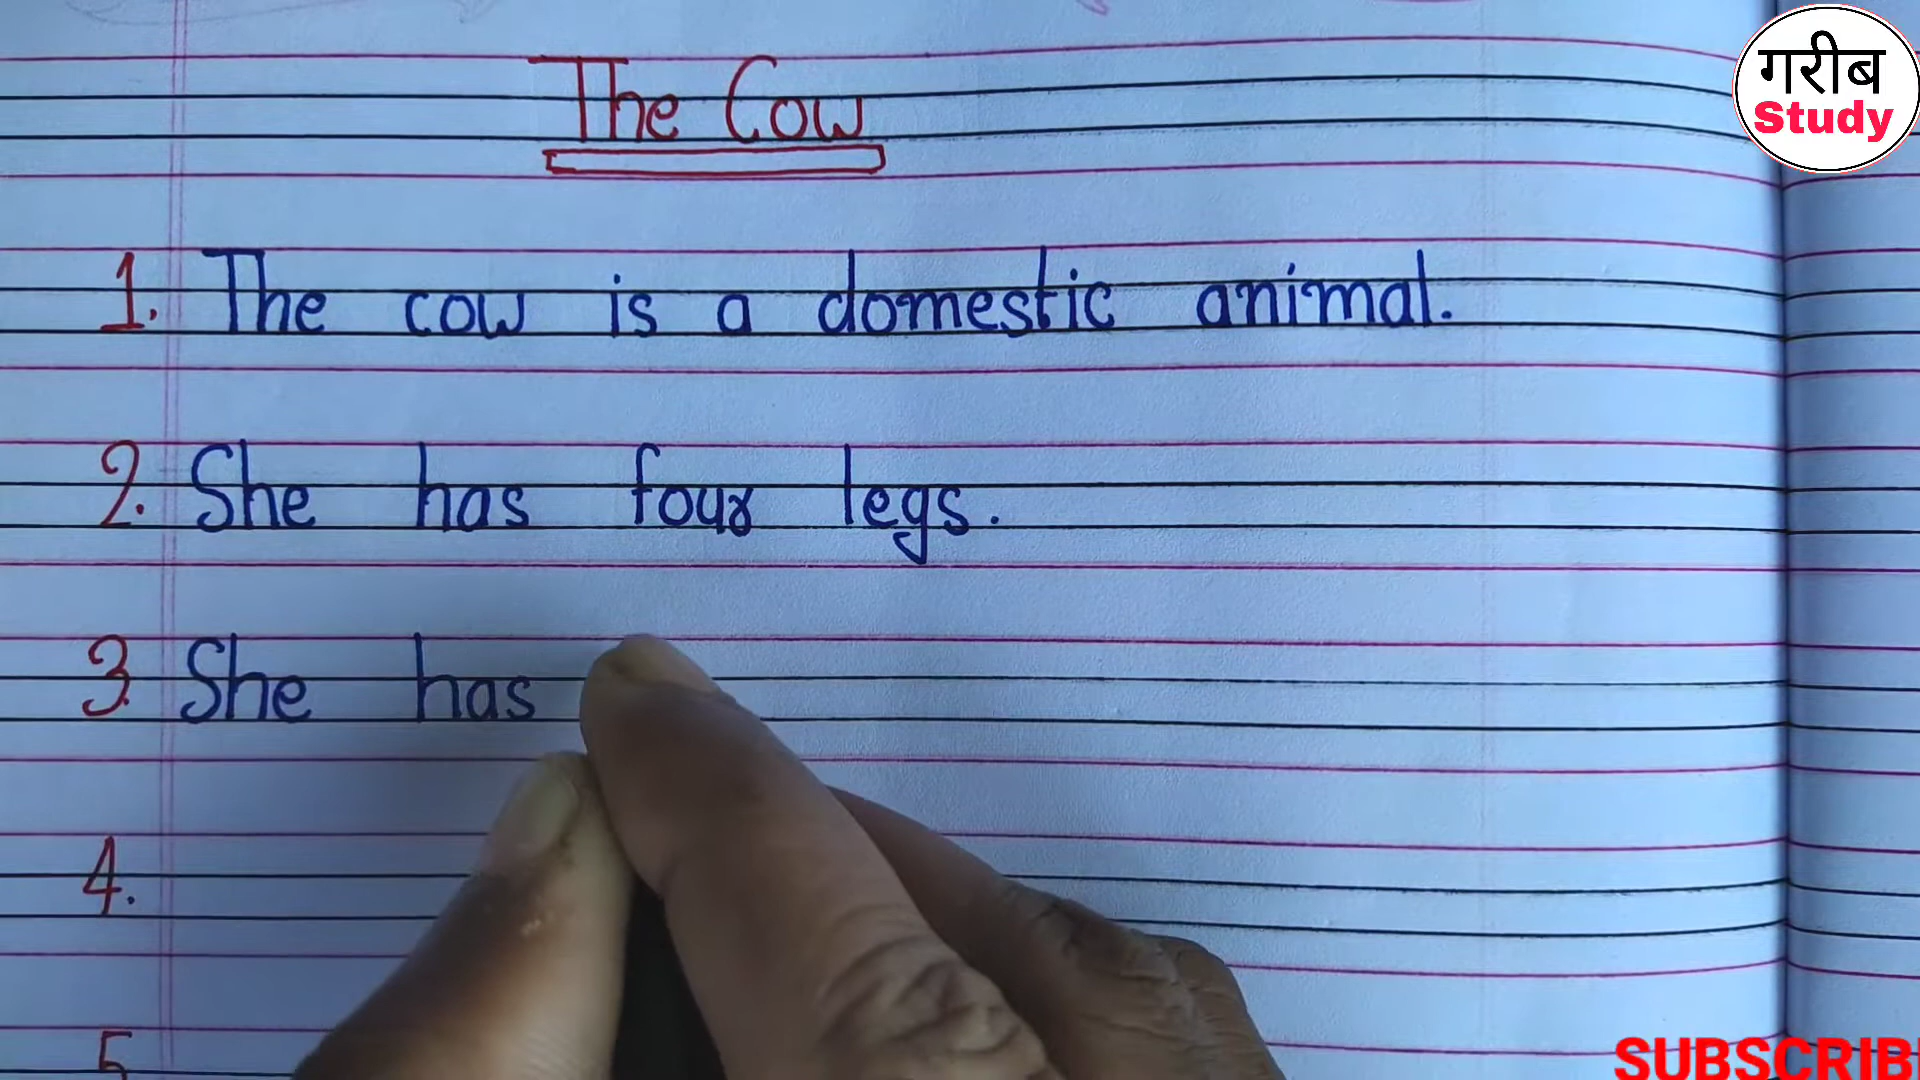 गरीब
Study
The Cow
1. The cow is a domestic animal.
2. She has four legs.
3. She has
4.
5
SUBSCRIB